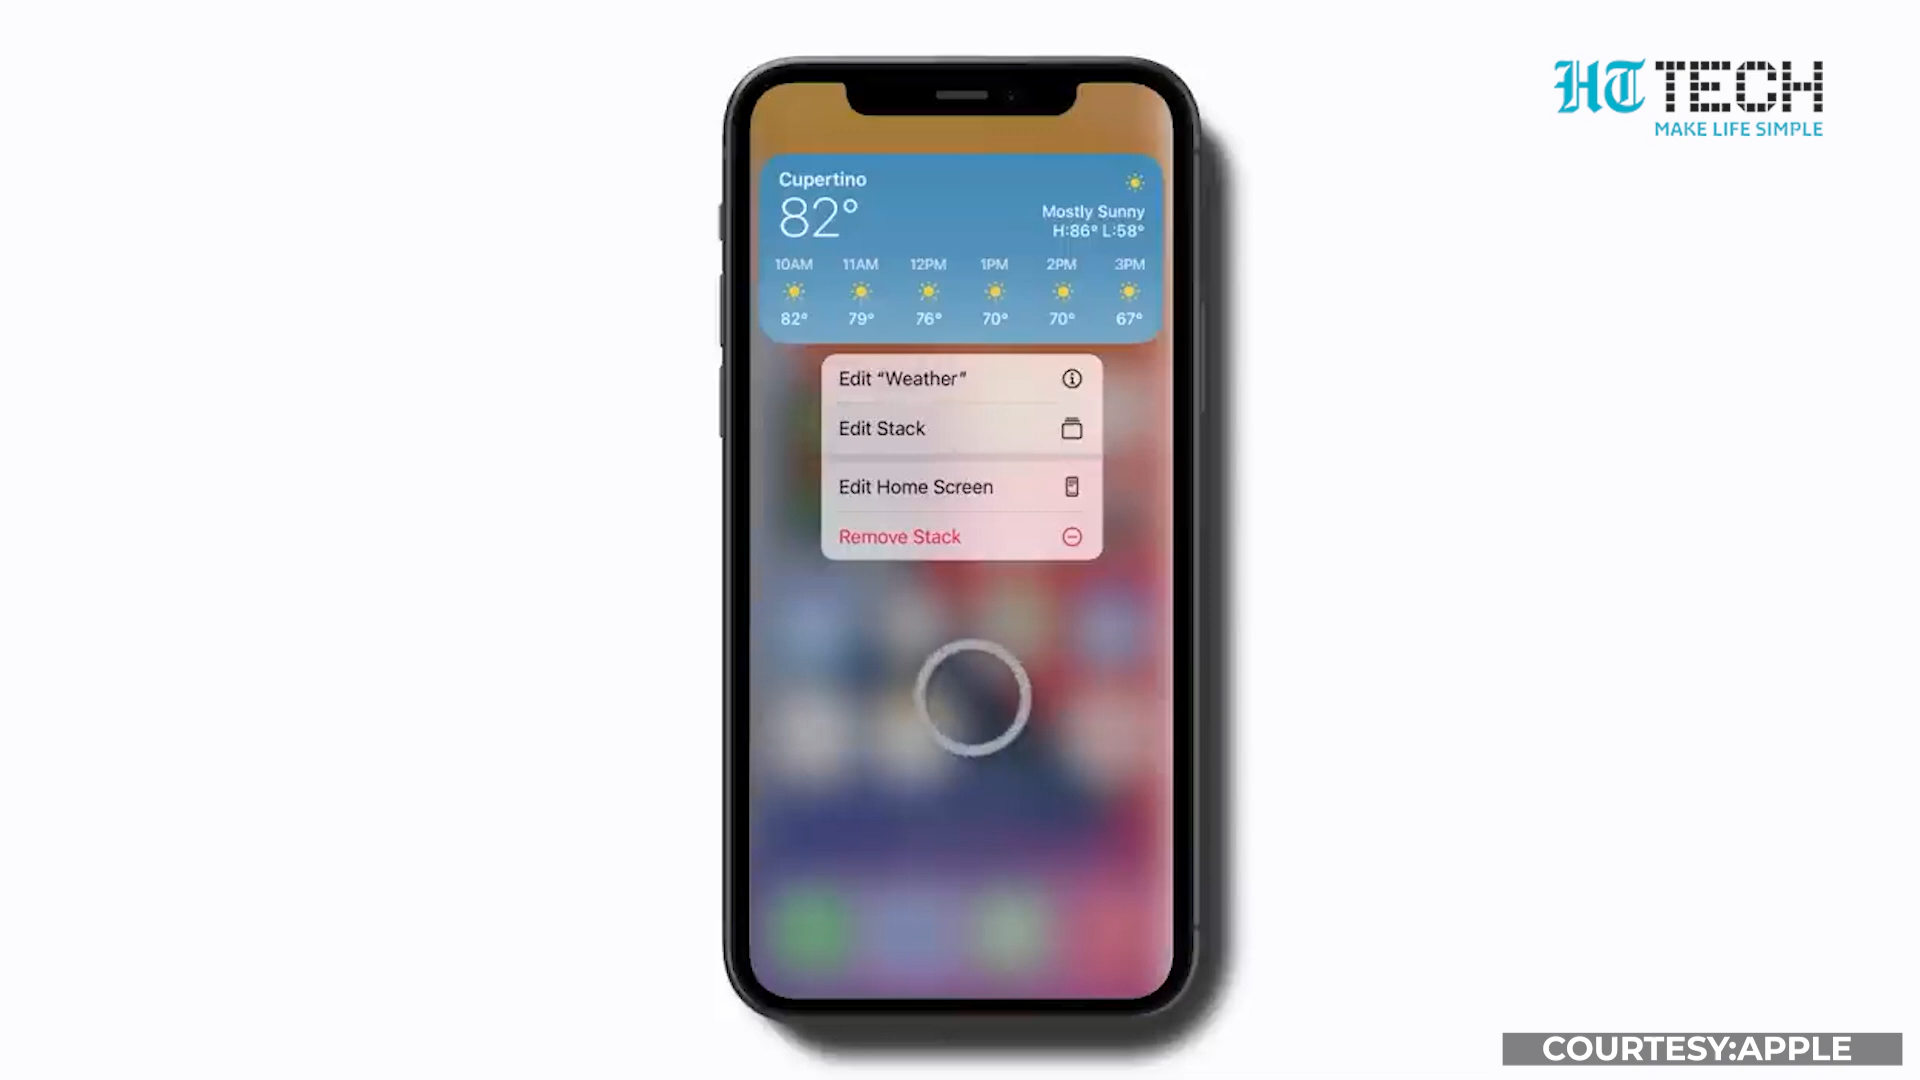 HT TECH
MAKE LIFE SIMPLE
Cupertino
82°
Mostly Sunny
H:86° L:58°
10AM 11AM 12PM 1PM 2PM 3PM
82° 79° 76° 70° 70° 67°
Edit “Weather”
Edit Stack
Edit Home Screen
Remove Stack
COURTESY:APPLE